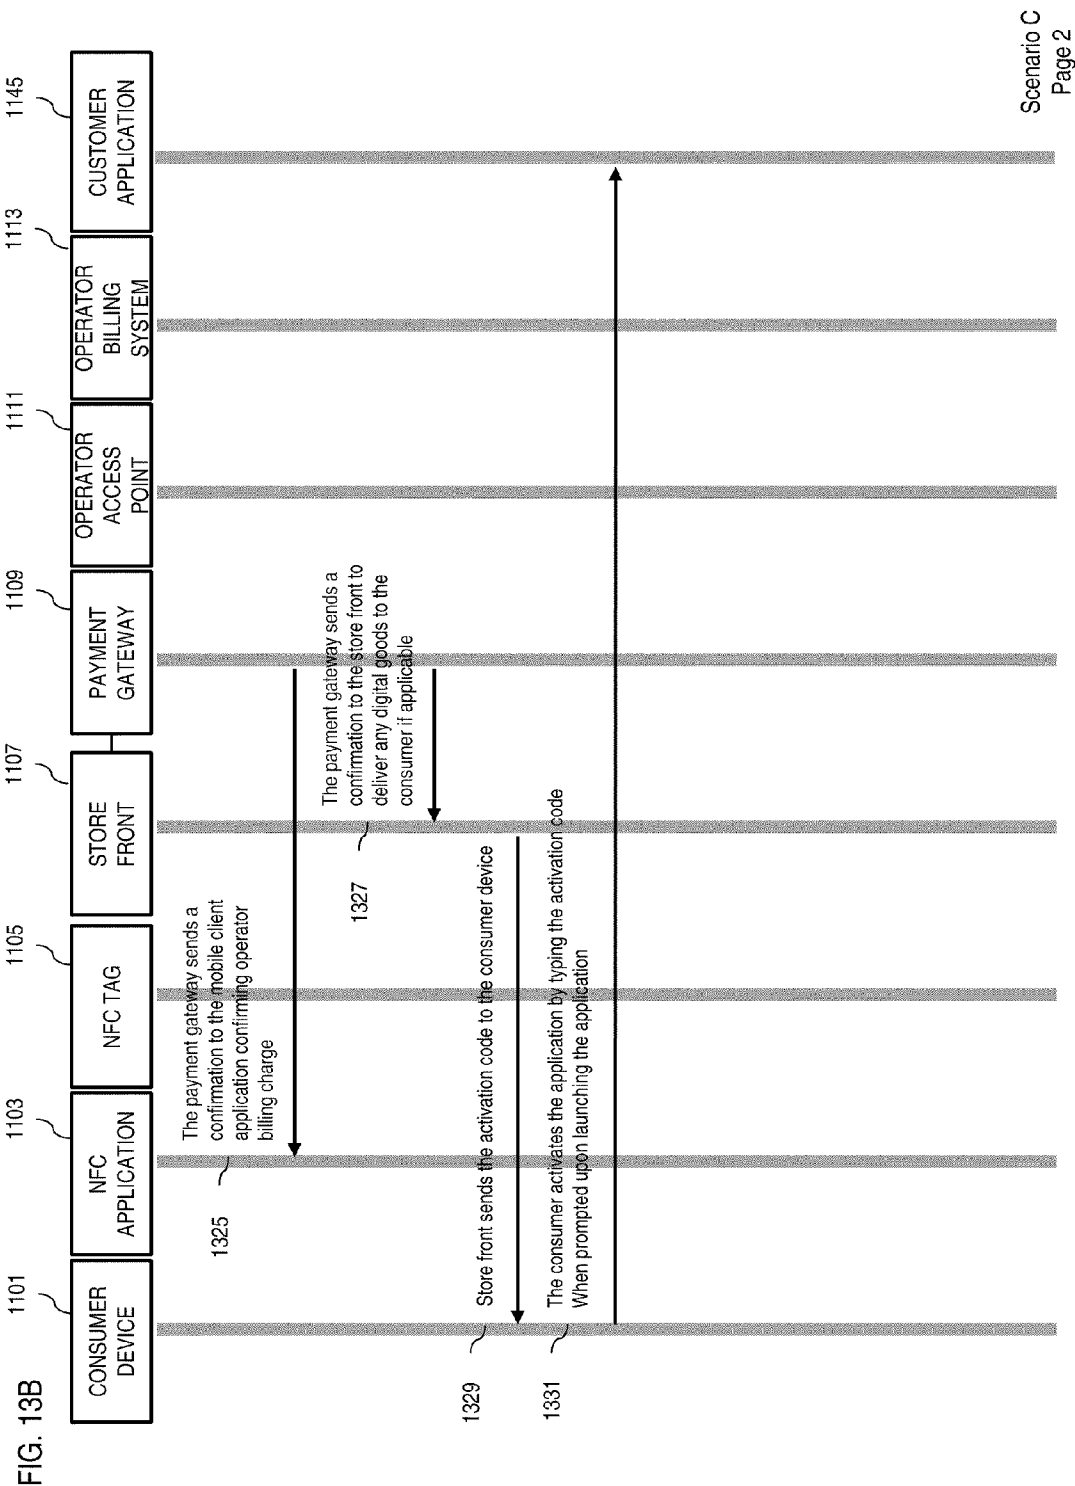 FIG. 13B
1101
1103
1105
1107
1109
1111
1113
1145
CONSUMER
DEVICE
NFC
APPLICATION
NFC TAG
STORE
FRONT
PAYMENT
GATEWAY
OPERATOR
ACCESS
POINT
OPERATOR
BILLING
SYSTEM
CUSTOMER
APPLICATION
1325
The payment gateway sends a
confirmation to the mobile client
application confirming operator
billing charge
1327
The payment gateway sends a
confirmation to the store front to
deliver any digital goods to the
consumer if applicable
1329
Store front sends the activation code to the consumer device
1331
The consumer activates the application by typing the activation code
When prompted upon launching the application
Scenario C
Page 2